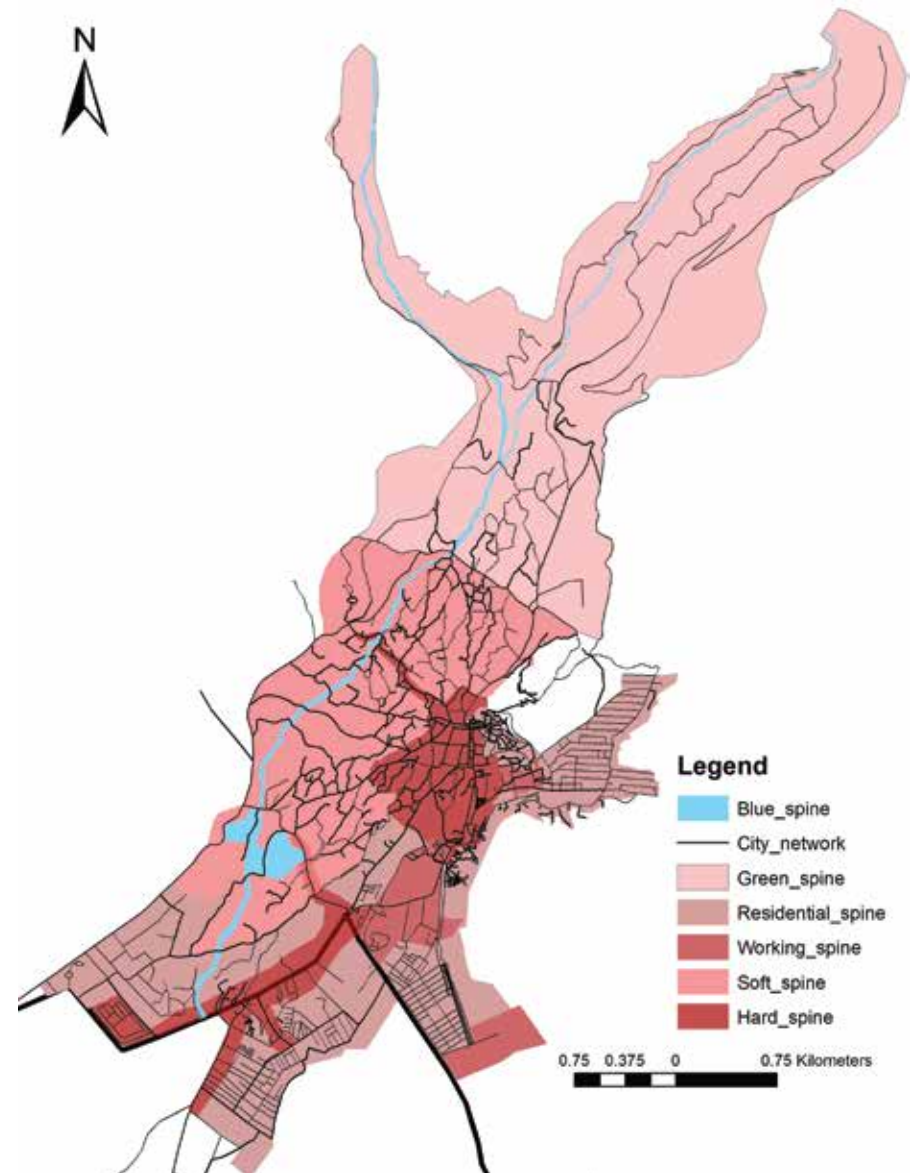 N
Legend
Blue_spine
City_network
Green_spine
Residential_spine
Working_spine
Soft_spine
Hard_spine
0.75 0.375 0 0.75 Kilometers